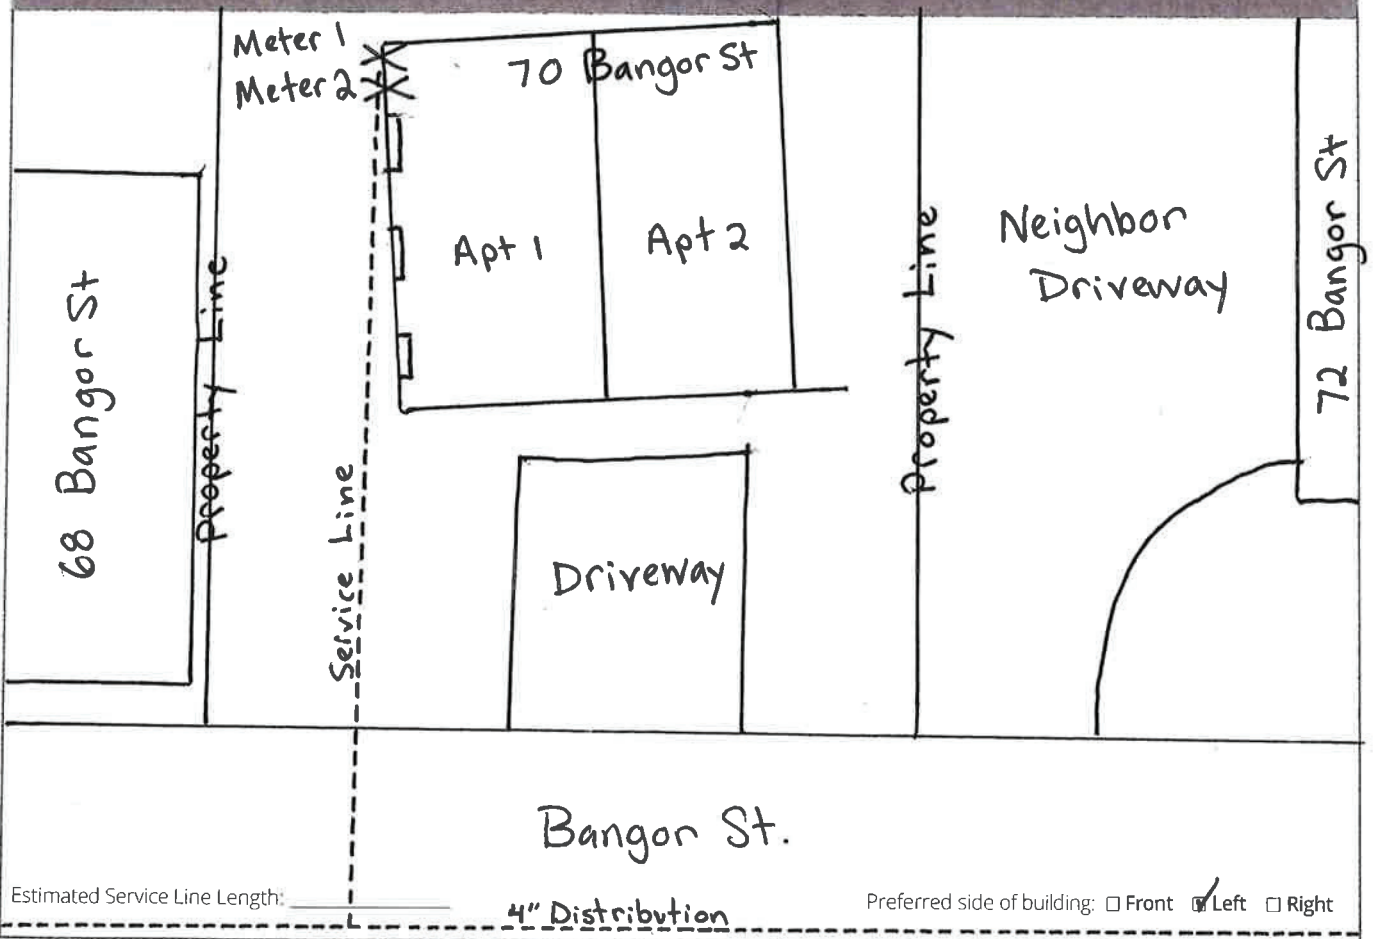 Meter 1
Meter 2
70 Bangor St
Apt 1
Apt 2
68 Bangor St
Property Line
Service Line
Driveway
Property Line
Neighbor
Driveway
72 Bangor St
Bangor St.
Estimated Service Line Length:
4" Distribution
Preferred side of building: ☐ Front ☑ Left ☐ Right